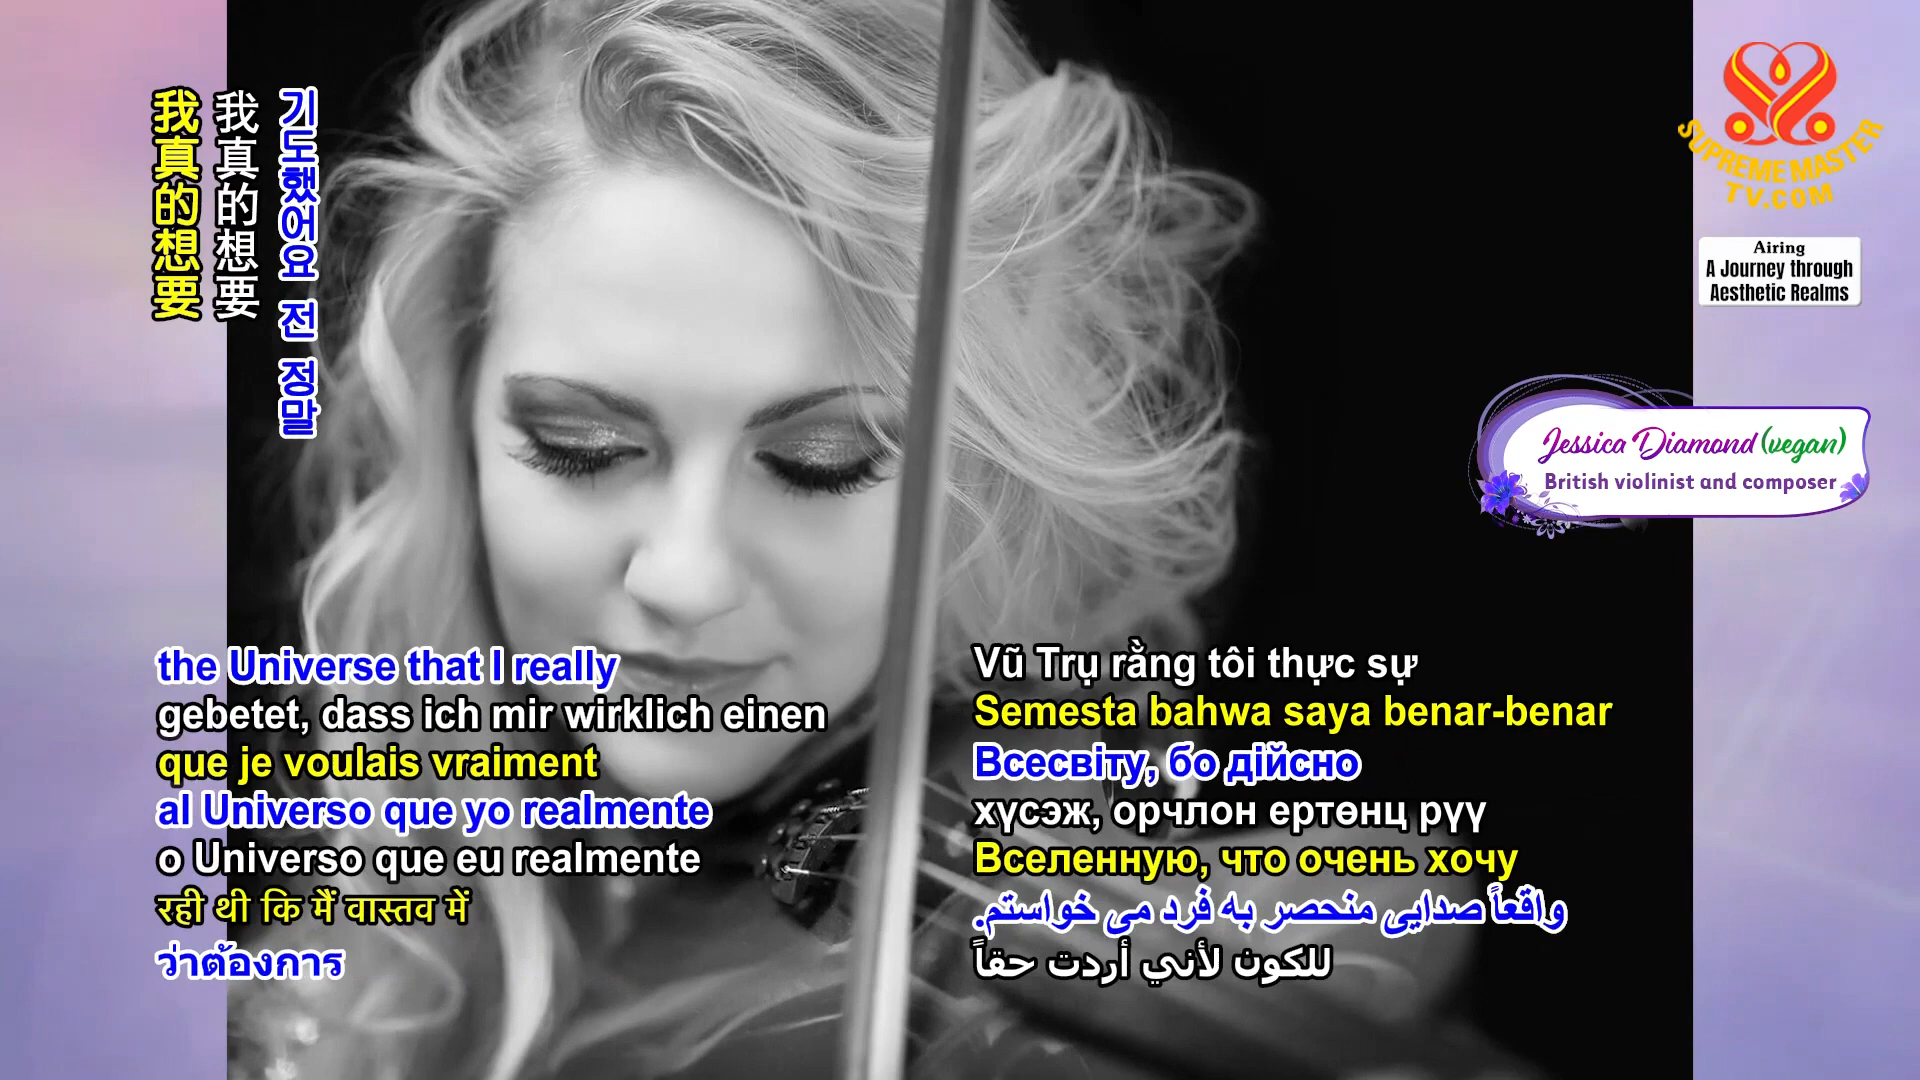 我真的想要
我真的想要
기도했어요 전 정말
SUPREME MASTER
TV.COM
Airing
A Journey through
Aesthetic Realms
Jessica Diamond (vegan)
British violinist and composer
the Universe that I really
gebetet, dass ich mir wirklich einen
que je voulais vraiment
al Universo que yo realmente
o Universo que eu realmente
रही थी कि मैं वास्तव में
ว่าต้องการ
Vũ Trụ rằng tôi thực sự
Semesta bahwa saya benar-benar
Всесвіту, бо дійсно
хүсэж, орчлон ертөнц рүү
Вселенную, что очень хочу
واقعاً صدایی منحصر به فرد می خواستم.
للكون لأنني أردت حقاً